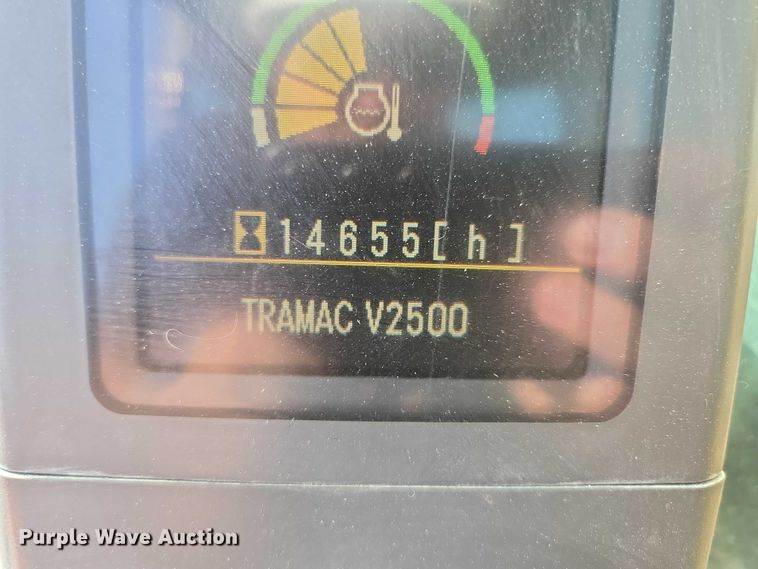 14655[h]
TRAMAC V2500
Purple Wave Auction